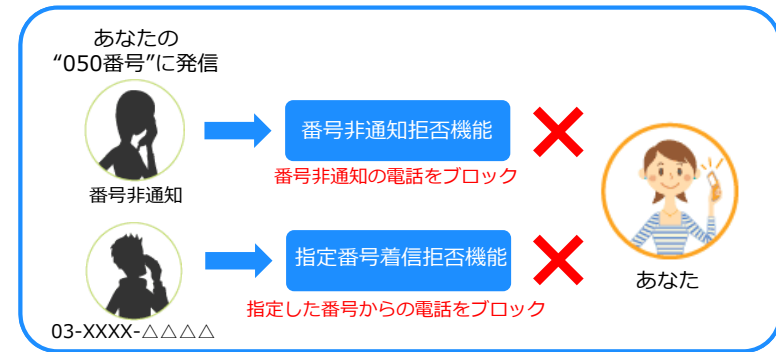 あなたの
“050番号”に発信
番号非通知拒否機能
番号非通知の電話をブロック
番号非通知
指定番号着信拒否機能
指定した番号からの電話をブロック
03-XXXX-△△△△
あなた